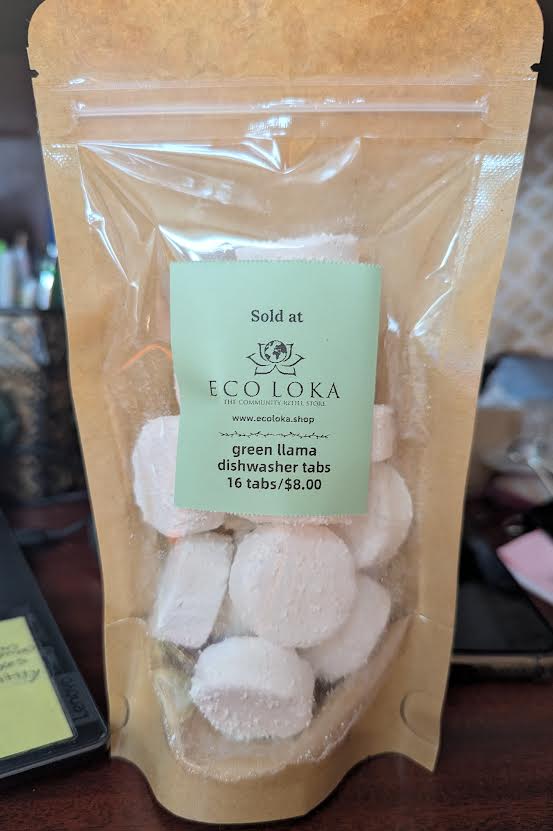 Sold at
ECO LOKA
THE COMMUNITY REFILL STORE
www.ecoloka.shop
green llama
dishwasher tabs
16 tabs/$8.00
Lenovo